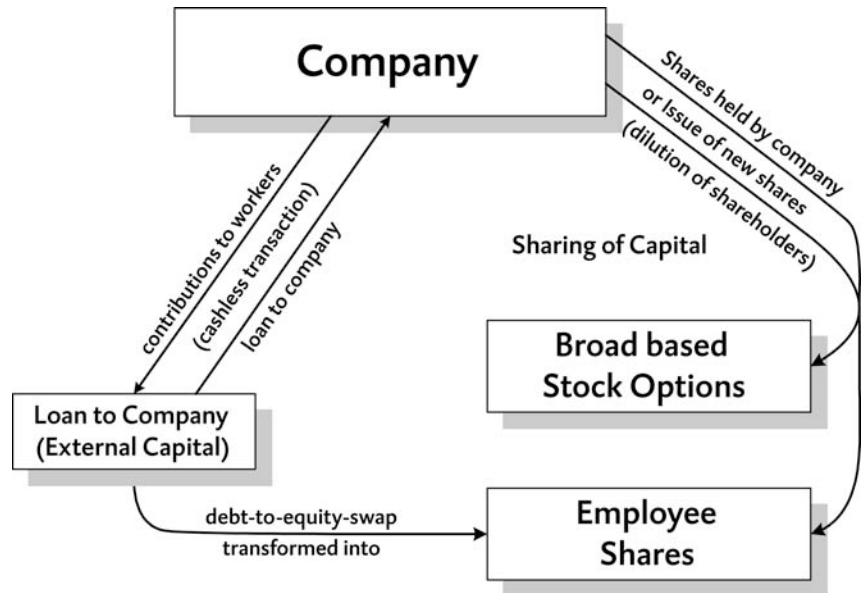 Company
Shares held by company
or Issue of new shares
(dilution of shareholders)
contributions to workers
(cashless transaction)
loan to company
Sharing of Capital
Broad based
Stock Options
Loan to Company
(External Capital)
debt-to-equity-swap
transformed into
Employee
Shares